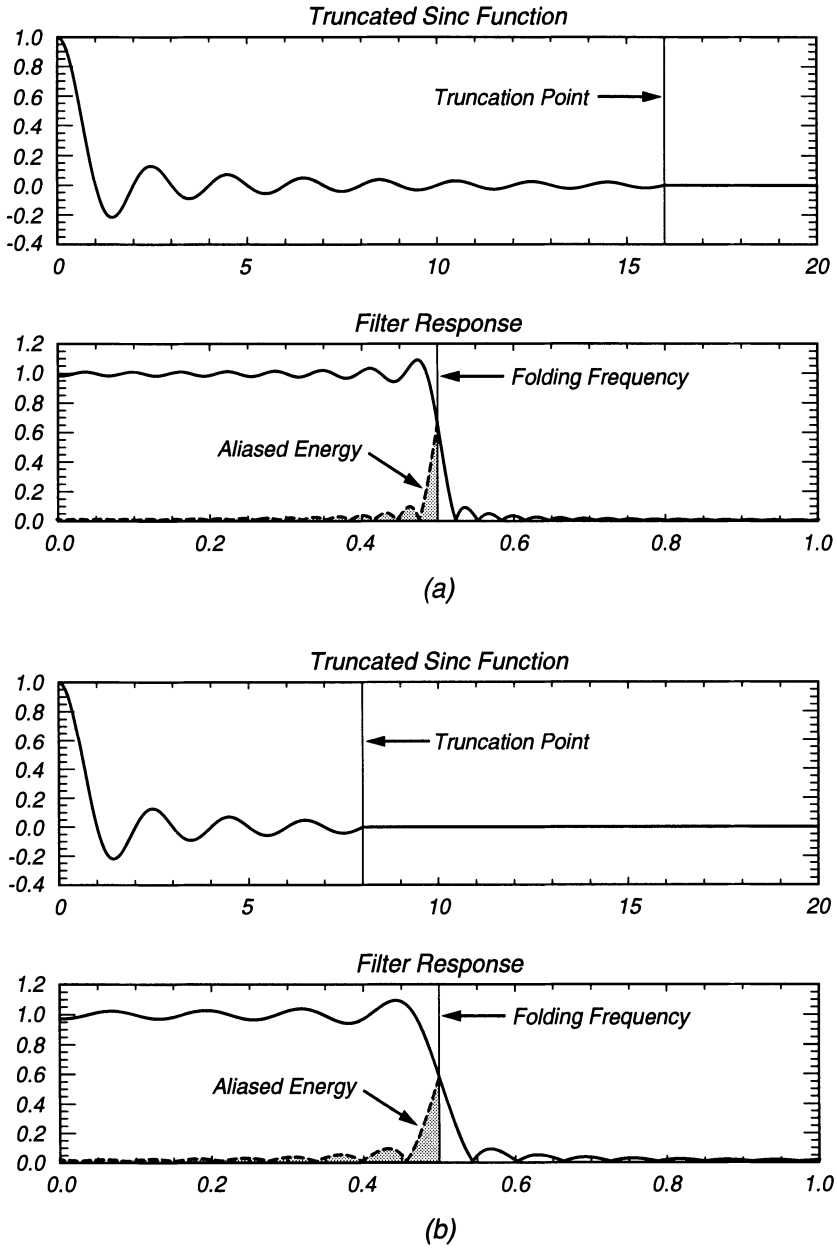 Truncated Sinc Function
1.0
0.8
0.6
0.4
0.2
0.0
-0.2
-0.4
Truncation Point
0 5 10 15 20
Filter Response
1.2
1.0
0.8
0.6
0.4
0.2
0.0
Folding Frequency
Aliased Energy
0.0 0.2 0.4 0.6 0.8 1.0
(a)
Truncated Sinc Function
1.0
0.8
0.6
0.4
0.2
0.0
-0.2
-0.4
Truncation Point
0 5 10 15 20
Filter Response
1.2
1.0
0.8
0.6
0.4
0.2
0.0
Folding Frequency
Aliased Energy
0.0 0.2 0.4 0.6 0.8 1.0
(b)